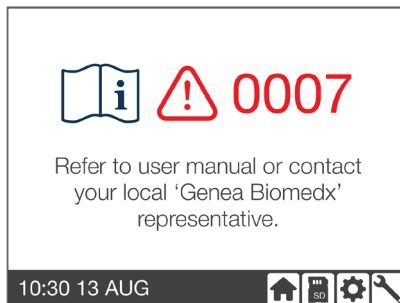 0007
Refer to user manual or contact
your local ‘Genea Biomedx’
representative.
10:30 13 AUG
SD